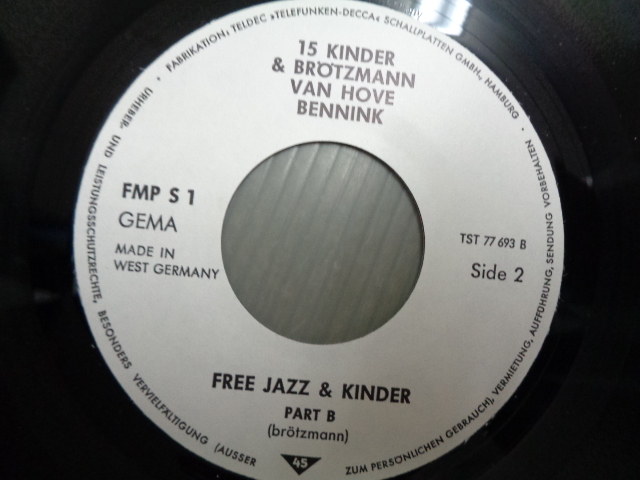 15 KINDER
& BRÖTZMANN
VAN HOVE
BENNINK
FMP S 1
GEMA
MADE IN
WEST GERMANY
TST 77 693 B
Side 2
FREE JAZZ & KINDER
PART B
(brötzmann)
45
• FABRIKATION: TELDEC »TELEFUNKEN-DECCA« SCHALLPLATTEN GMBH., HAMBURG •
URHEBER- UND LEISTUNGSSCHUTZRECHTE, BESONDERS VERVIELFÄLTIGUNG (AUSSER
ZUM PERSÖNLICHEN GEBRAUCH), VERMIETUNG, AUFFÜHRUNG, SENDUNG VORBEHALTEN